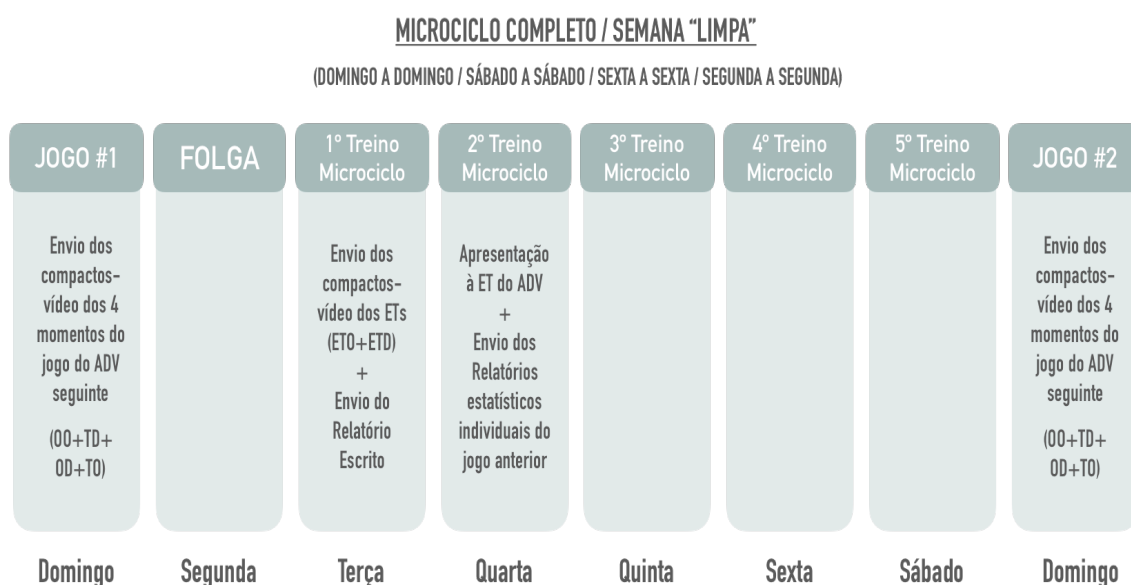 MICROCICLO COMPLETO / SEMANA “LIMPA”
(DOMINGO A DOMINGO / SÁBADO A SÁBADO / SEXTA A SEXTA / SEGUNDA A SEGUNDA)
JOGO #1
Envio dos
compactos-
vídeo dos 4
momentos do
jogo do ADV
seguinte
(OO+TD+
OD+TO)
Domingo
FOLGA
Segunda
1º Treino
Microciclo
Envio dos
compactos-
vídeo dos ETs
(ETO+ETD)
+
Envio do
Relatório
Escrito
Terça
2º Treino
Microciclo
Apresentação
à ET do ADV
+
Envio dos
Relatórios
estatísticos
individuais do
jogo anterior
Quarta
3º Treino
Microciclo
Quinta
4º Treino
Microciclo
Sexta
5º Treino
Microciclo
Sábado
JOGO #2
Envio dos
compactos-
vídeo dos 4
momentos do
jogo do ADV
seguinte
(OO+TD+
OD+TO)
Domingo